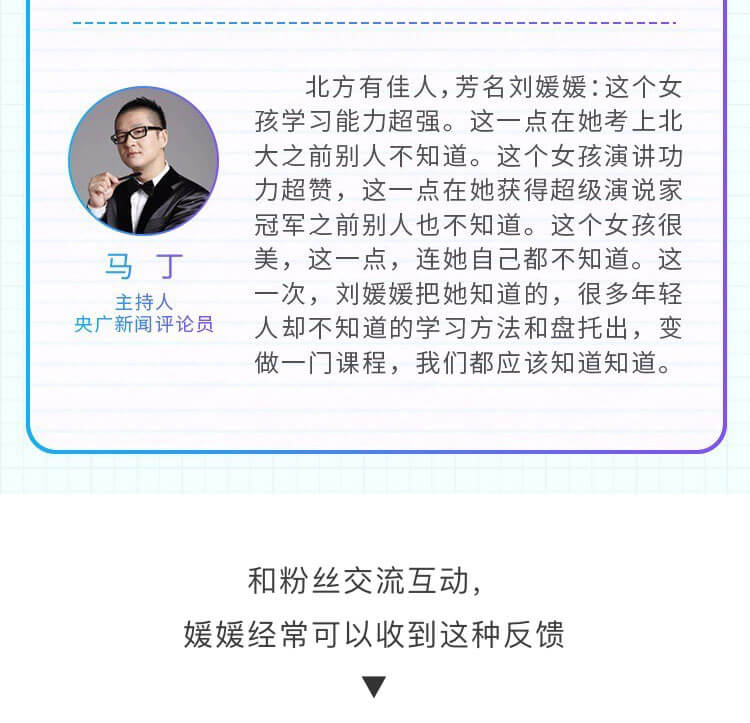 北方有佳人，芳名刘媛媛：这个女
孩学习能力超强。这一点在她考上北
大之前别人不知道。这个女孩演讲功
力超赞，这一点在她获得超级演说家
冠军之前别人也不知道。这个女孩很
美，这一点，连她自己都不知道。这
一次，刘媛媛把她知道的，很多年轻
人却不知道的学习方法和盘托出，变
做一门课程，我们都应该知道知道。
马 丁
主持人
央广新闻评论员
和粉丝交流互动，
媛媛经常可以收到这种反馈